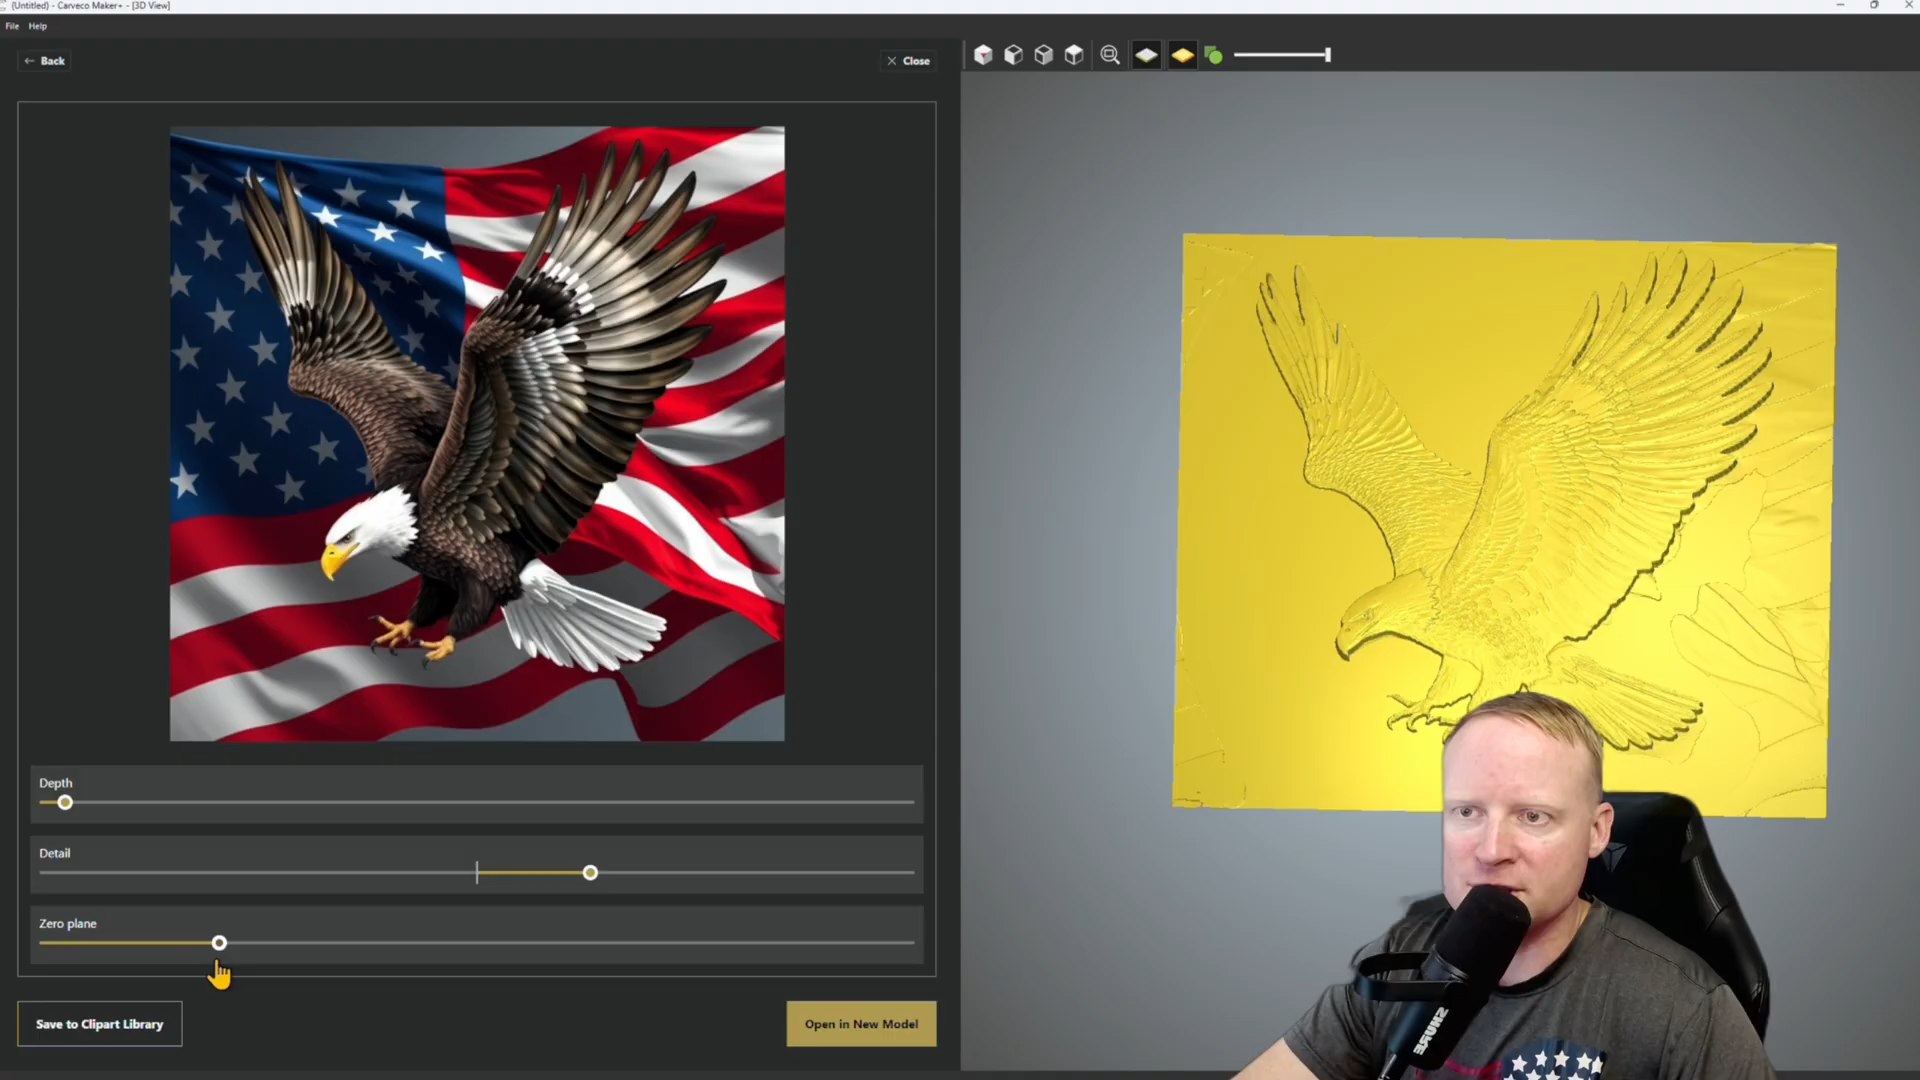 (Untitled) - Carveco Maker+ - [3D View]
File Help
Back
Close
Depth
Detail
Zero plane
Save to Clipart Library
Open in New Model
SHURE